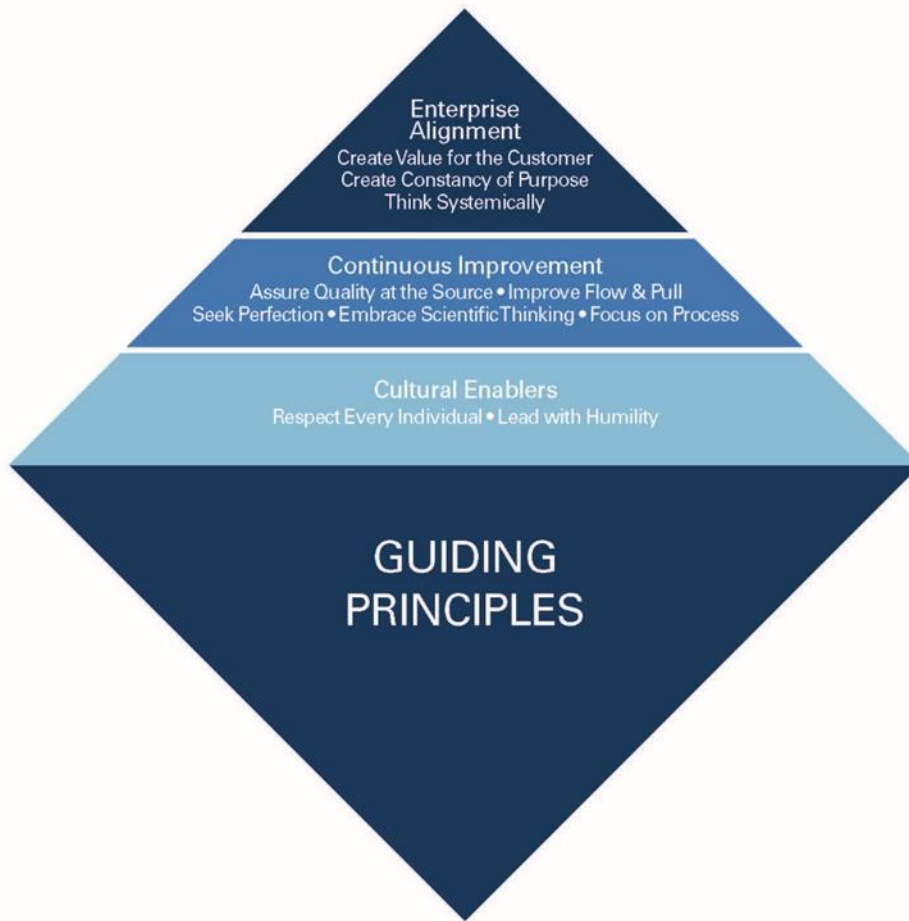 Enterprise
Alignment
Create Value for the Customer
Create Constancy of Purpose
Think Systemically
Continuous Improvement
Assure Quality at the Source • Improve Flow & Pull
Seek Perfection • Embrace Scientific Thinking • Focus on Process
Cultural Enablers
Respect Every Individual • Lead with Humility
GUIDING
PRINCIPLES